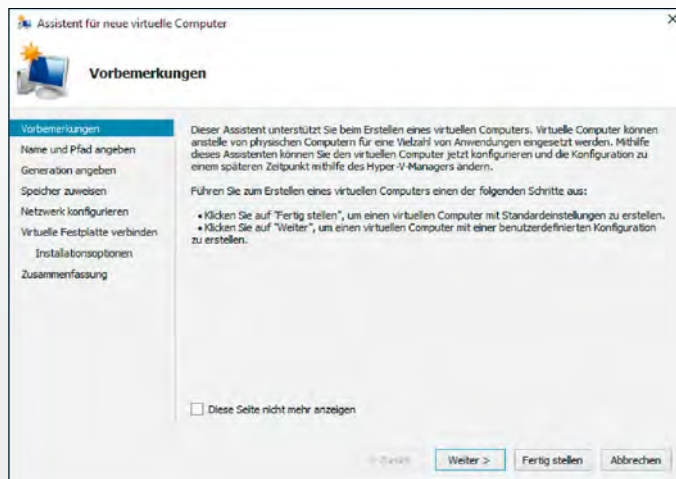 Assistent für neue virtuelle Computer
Vorbemerkungen
Vorbemerkungen
Name und Pfad angeben
Generation angeben
Speicher zuweisen
Netzwerk konfigurieren
Virtuelle Festplatte verbinden
Installationsoptionen
Zusammenfassung
Dieser Assistent unterstützt Sie beim Erstellen eines virtuellen Computers. Virtuelle Computer können
anstelle von physischen Computern für eine Vielzahl von Anwendungen eingesetzt werden. Mithilfe
dieses Assistenten können Sie den virtuellen Computer jetzt konfigurieren und die Konfiguration zu
einem späteren Zeitpunkt mithilfe des Hyper-V-Managers ändern.
Führen Sie zum Erstellen eines virtuellen Computers einen der folgenden Schritte aus:
• Klicken Sie auf "Fertig stellen", um einen virtuellen Computer mit Standardeinstellungen zu erstellen.
• Klicken Sie auf "Weiter", um einen virtuellen Computer mit einer benutzerdefinierten Konfiguration
zu erstellen.
Diese Seite nicht mehr anzeigen
< Zurück
Weiter >
Fertig stellen
Abbrechen